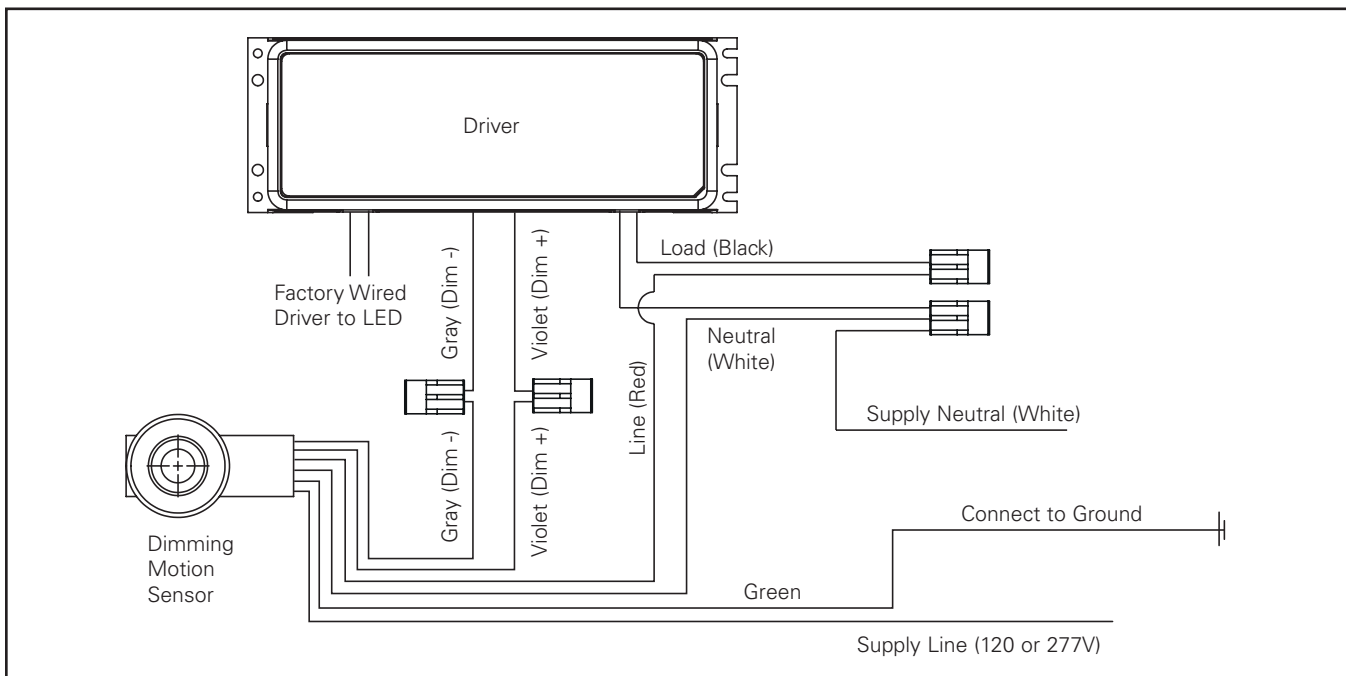 Driver
Load (Black)
Factory Wired
Driver to LED
Gray (Dim -)
Violet (Dim +)
Neutral
(White)
Line (Red)
Supply Neutral (White)
Gray (Dim -)
Violet (Dim +)
Connect to Ground
Dimming
Motion
Sensor
Green
Supply Line (120 or 277V)